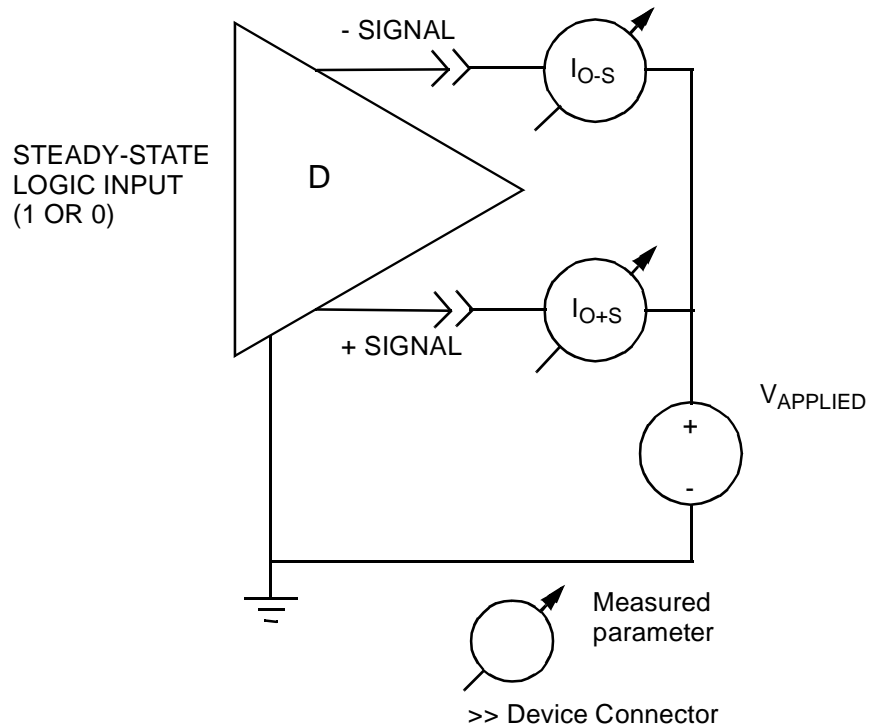 - SIGNAL
I_O-S
STEADY-STATE
LOGIC INPUT
(1 OR 0)
D
I_O+S
+ SIGNAL
V_APPLIED
+
-
Measured
parameter
>> Device Connector